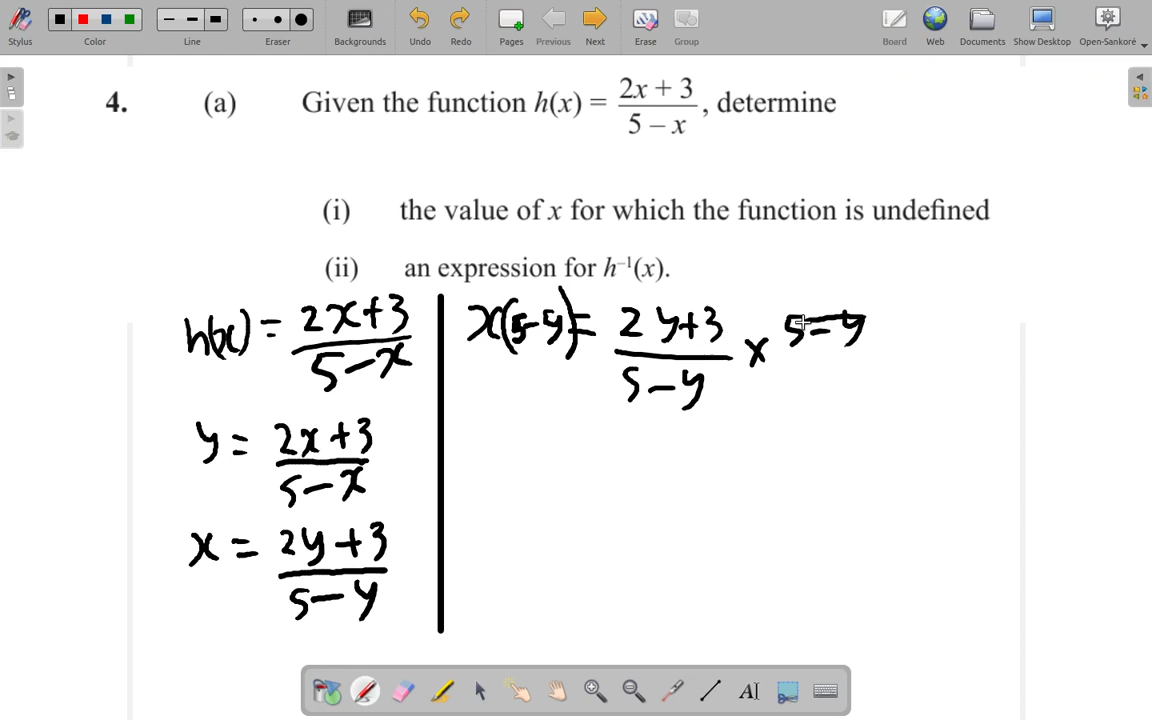 Stylus Color Line Eraser Backgrounds Undo Redo Pages Previous Next Erase Group Board Web Documents Show Desktop Open-Sankoré
4. (a) Given the function h(x) = (2x + 3)/(5 − x), determine
(i) the value of x for which the function is undefined
(ii) an expression for h⁻¹(x).
h(x) = (2x+3)/(5−x)
y = (2x+3)/(5−x)
x = (2y+3)/(5−y)
x(5−y) = (2y+3)/(5−y) × 5−y
AI